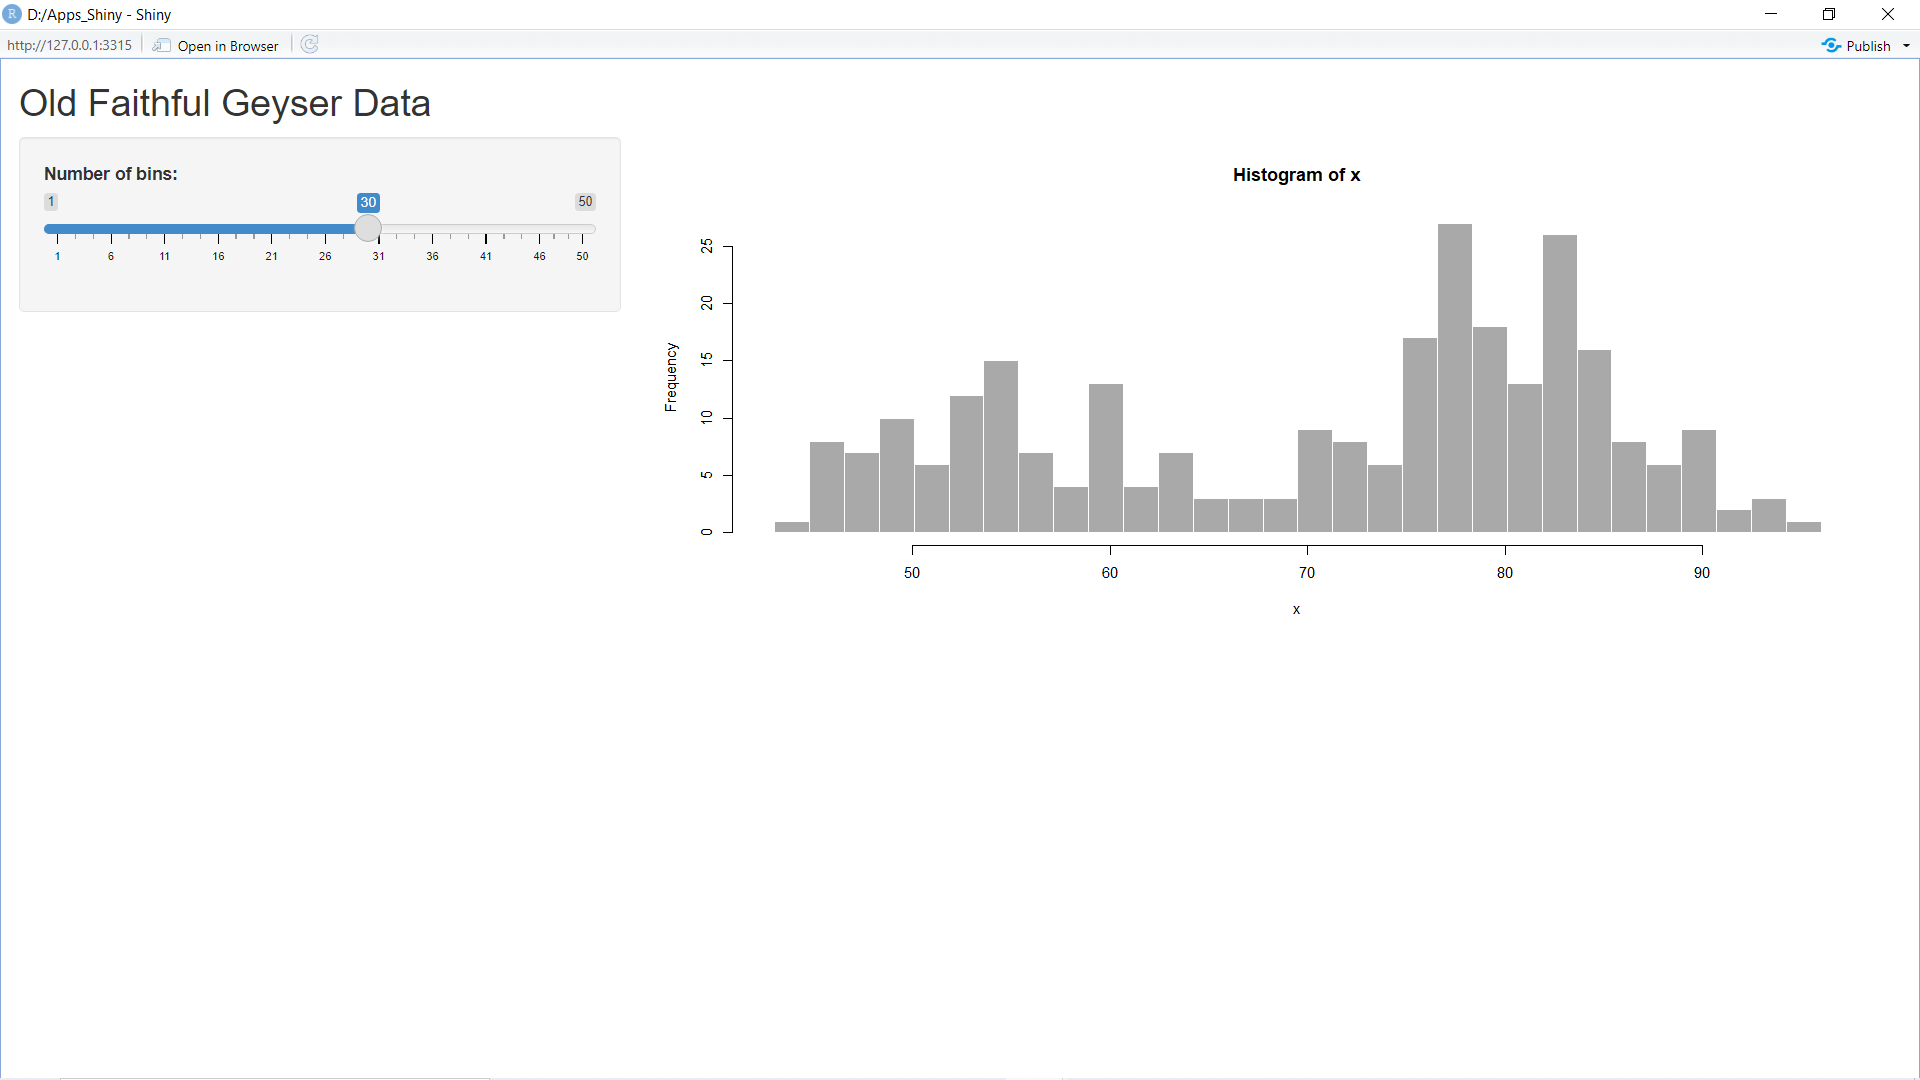 R D:/Apps_Shiny - Shiny
http://127.0.0.1:3315 Open in Browser Publish
Old Faithful Geyser Data
Number of bins:
1 30 50
1 6 11 16 21 26 31 36 41 46 50
Histogram of x
Frequency
25
20
15
10
5
0
50 60 70 80 90
x